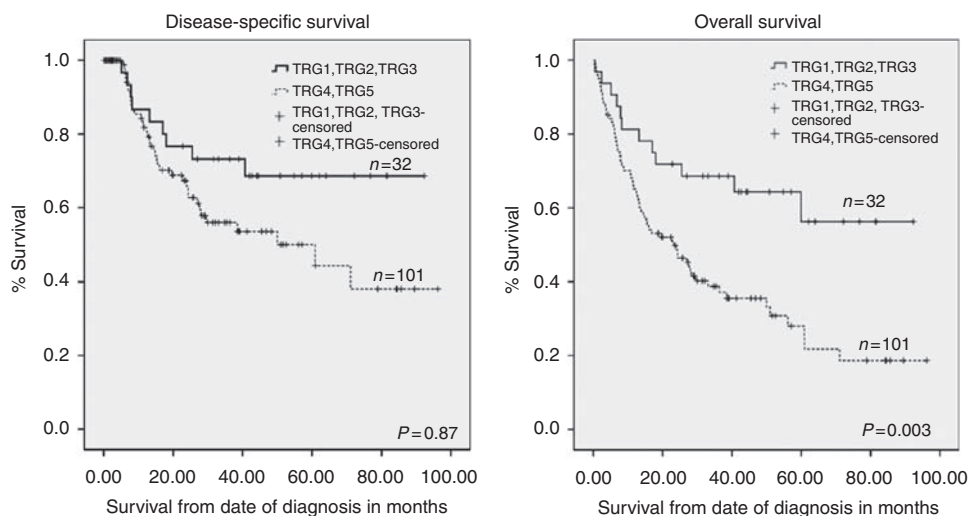 Disease-specific survival
% Survival
1.0
0.8
0.6
0.4
0.2
0.0
TRG1,TRG2,TRG3
TRG4,TRG5
TRG1,TRG2, TRG3-
censored
TRG4,TRG5-censored
n=32
n=101
P=0.87
0.00 20.00 40.00 60.00 80.00 100.00
Survival from date of diagnosis in months
Overall survival
% Survival
1.0
0.8
0.6
0.4
0.2
0.0
TRG1,TRG2,TRG3
TRG4,TRG5
TRG1,TRG2, TRG3-
censored
TRG4,TRG5-censored
n=32
n=101
P=0.003
0.00 20.00 40.00 60.00 80.00 100.00
Survival from date of diagnosis in months